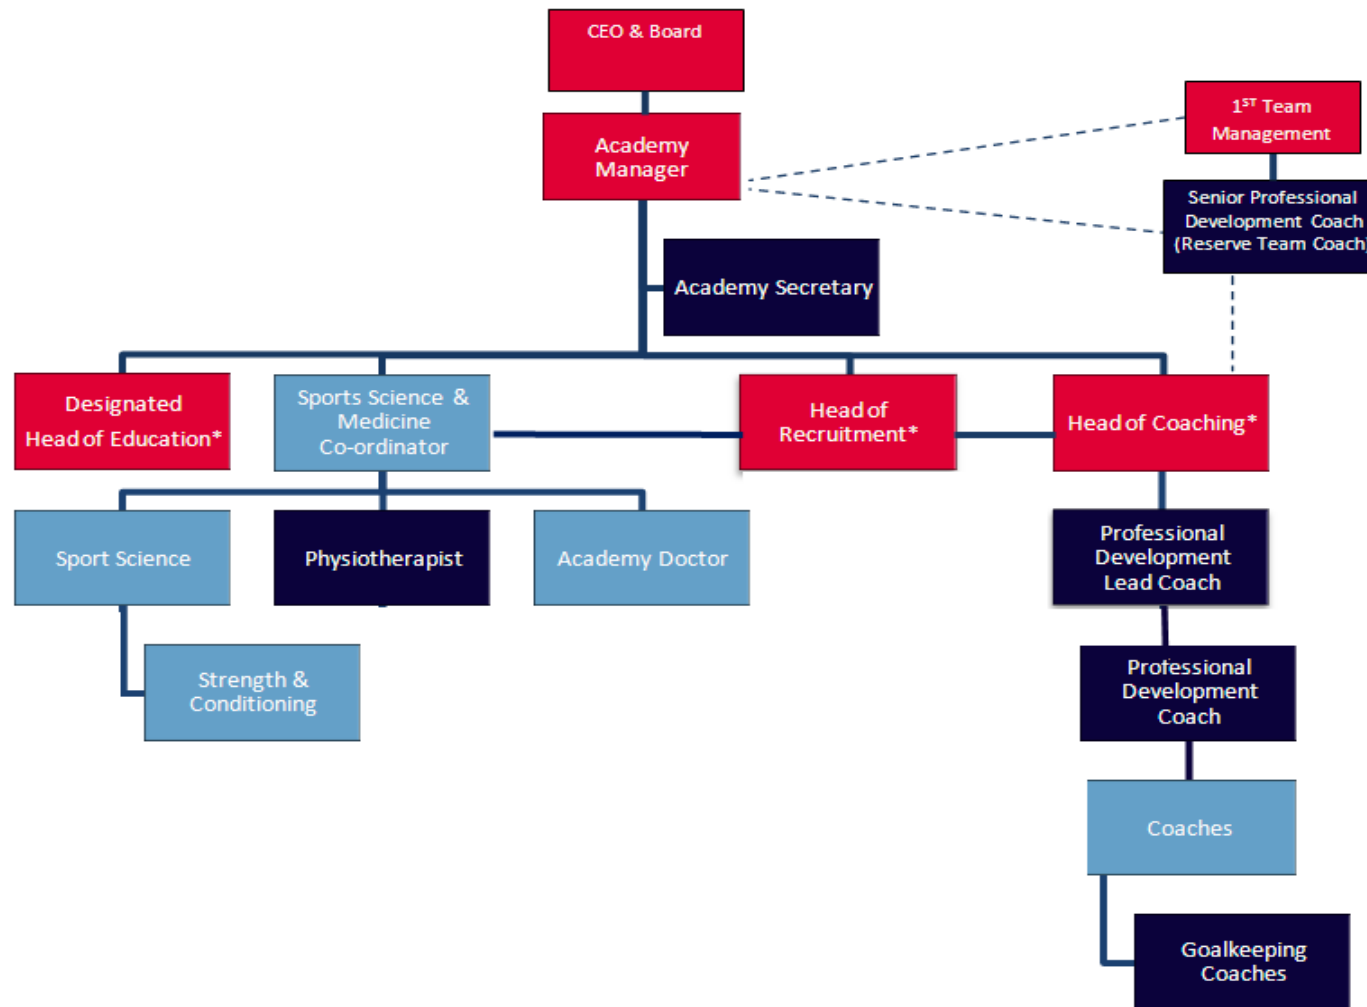 CEO & Board
1ST Team
Management
Academy
Manager
Senior Professional
Development Coach
(Reserve Team Coach)
Academy Secretary
Designated
Head of Education*
Sports Science &
Medicine
Co-ordinator
Head of
Recruitment*
Head of Coaching*
Sport Science
Physiotherapist
Academy Doctor
Professional
Development
Lead Coach
Strength &
Conditioning
Professional
Development
Coach
Coaches
Goalkeeping
Coaches